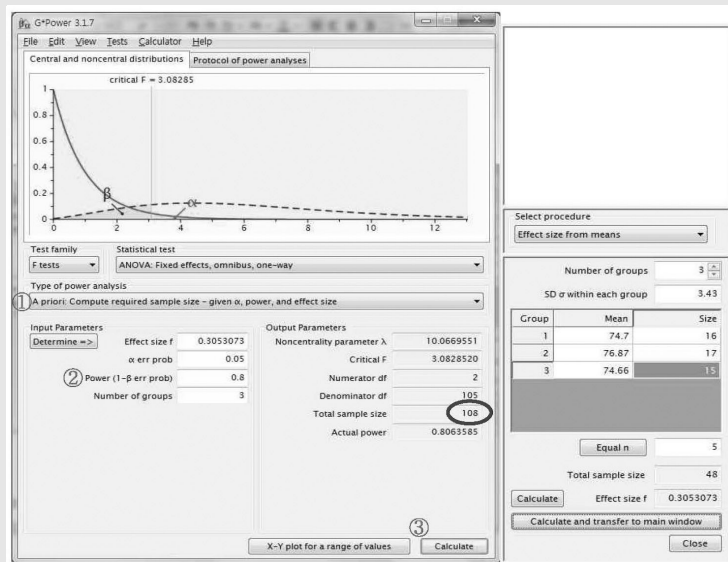 G*Power 3.1.7
File Edit View Tests Calculator Help
Central and noncentral distributions Protocol of power analyses
critical F = 3.08285
1
0.8
0.6
0.4
0.2
0
β
α
0 2 4 6 8 10 12
Test family Statistical test
F tests ANOVA: Fixed effects, omnibus, one-way
Type of power analysis
① A priori: Compute required sample size - given α, power, and effect size
Input Parameters
Determine => Effect size f 0.3053073
α err prob 0.05
② Power (1-β err prob) 0.8
Number of groups 3
Output Parameters
Noncentrality parameter λ 10.0669551
Critical F 3.0828520
Numerator df 2
Denominator df 105
Total sample size 108
Actual power 0.8063585
③
X-Y plot for a range of values Calculate
Select procedure
Effect size from means
Number of groups 3
SD σ within each group 3.43
Group Mean Size
1 74.7 16
2 76.87 17
3 74.66 15
Equal n 5
Total sample size 48
Calculate Effect size f 0.3053073
Calculate and transfer to main window
Close